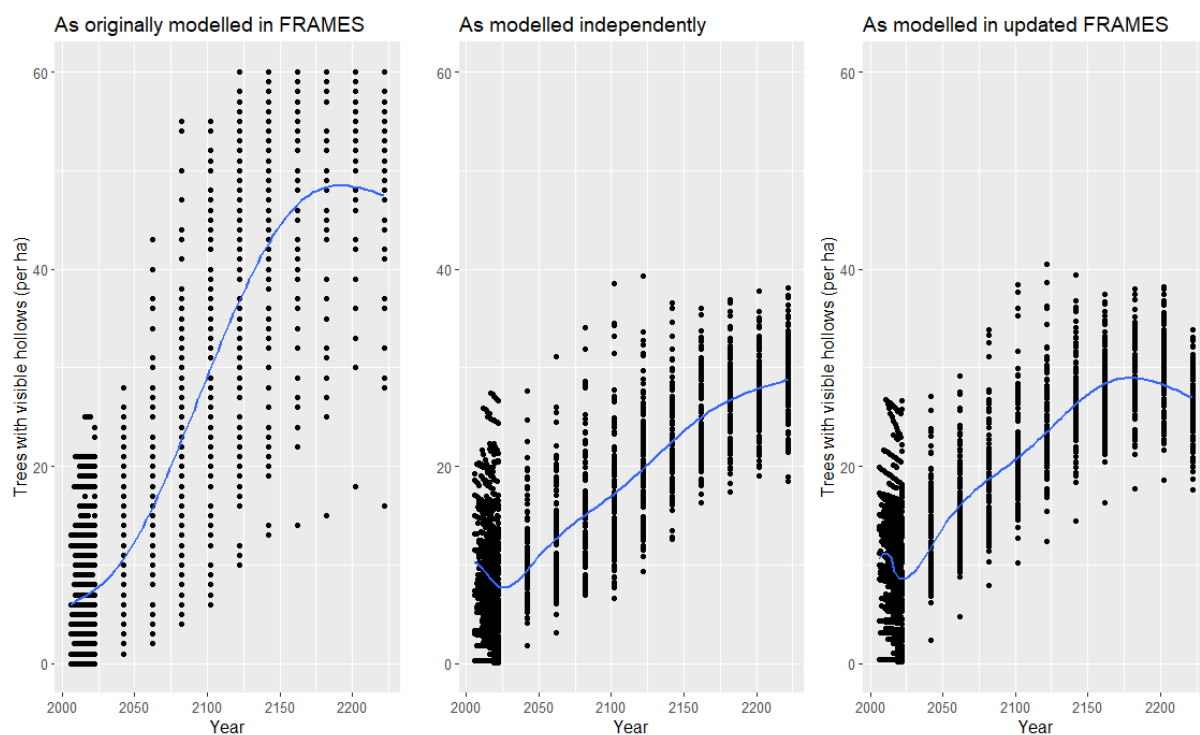 As originally modelled in FRAMES
As modelled independently
As modelled in updated FRAMES
Trees with visible hollows (per ha)
60
40
20
0
2000 2050 2100 2150 2200
Year
Trees with visible hollows (per ha)
60
40
20
0
2000 2050 2100 2150 2200
Year
Trees with visible hollows (per ha)
60
40
20
0
2000 2050 2100 2150 2200
Year